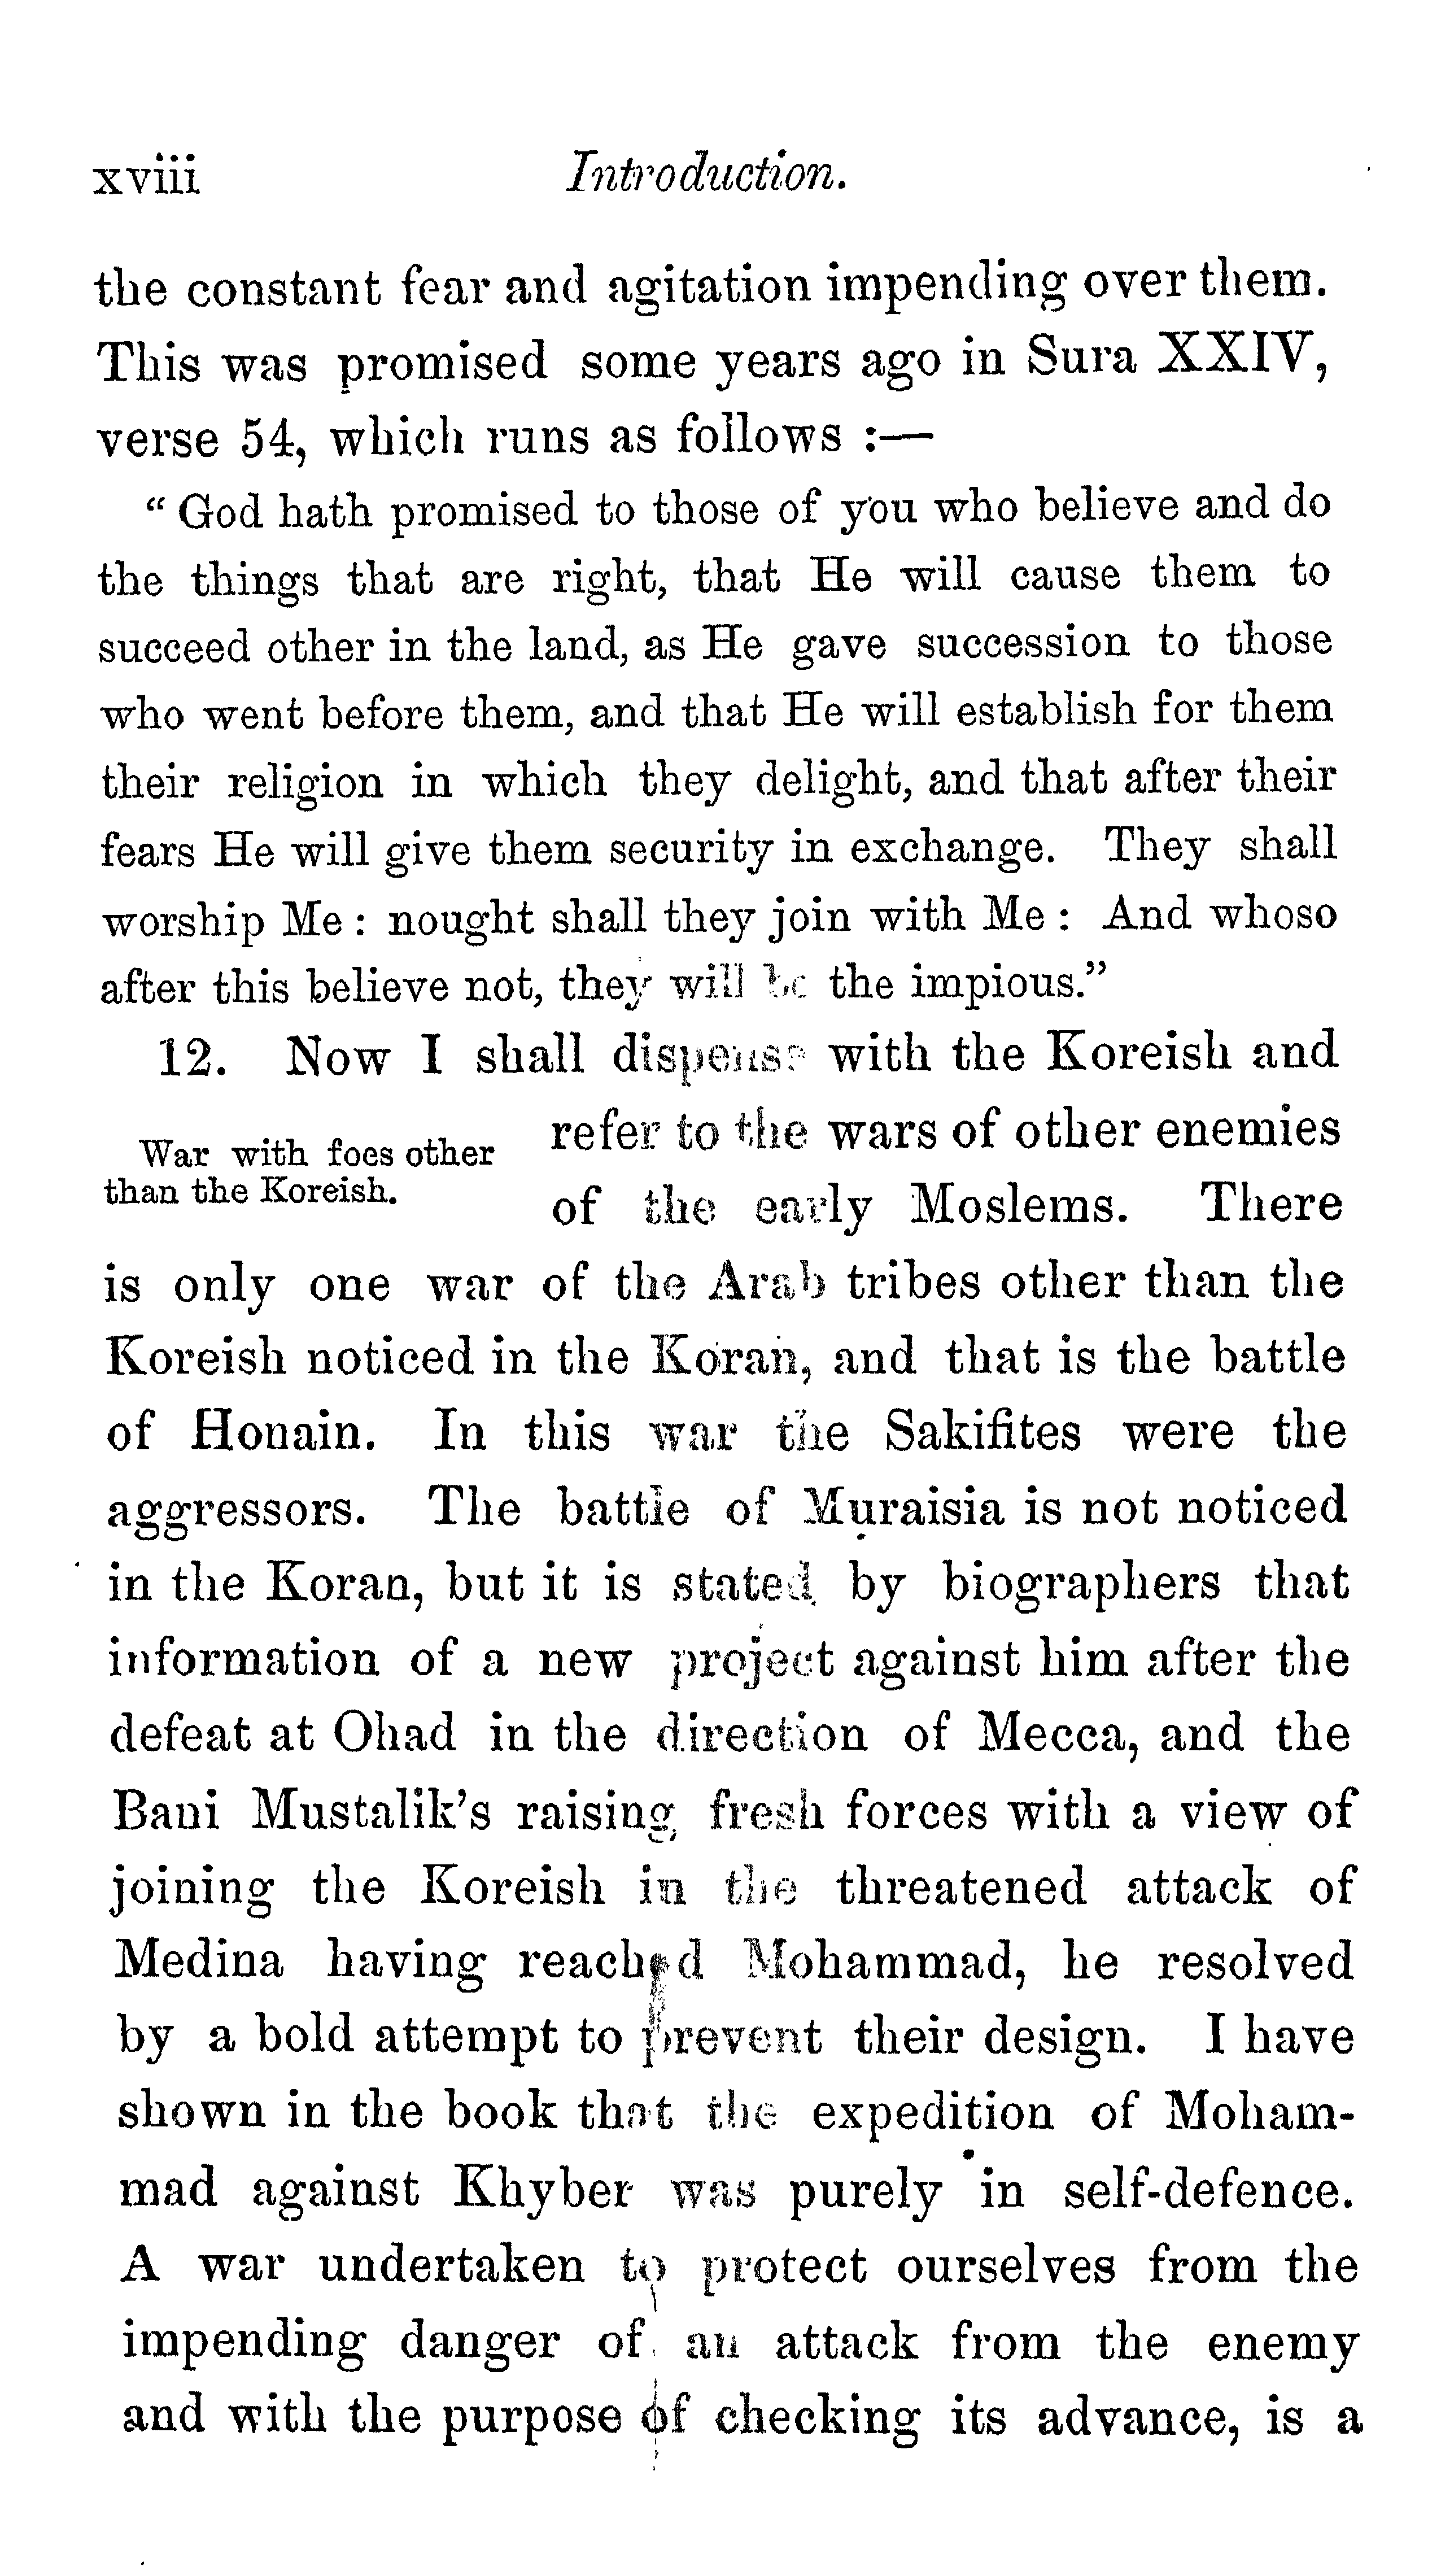 xviii Introduction.
the constant fear and agitation impending over them.
This was promised some years ago in Sura XXIV,
verse 54, which runs as follows :—
“ God hath promised to those of you who believe and do
the things that are right, that He will cause them to
succeed other in the land, as He gave succession to those
who went before them, and that He will establish for them
their religion in which they delight, and that after their
fears He will give them security in exchange. They shall
worship Me : nought shall they join with Me : And whoso
after this believe not, they will be the impious.”
12. Now I shall dispense with the Koreish and
War with foes other
than the Koreish.
refer to the wars of other enemies
of the early Moslems. There
is only one war of the Arab tribes other than the
Koreish noticed in the Koran, and that is the battle
of Honain. In this war the Sakifites were the
aggressors. The battle of Muraisia is not noticed
in the Koran, but it is stated by biographers that
information of a new project against him after the
defeat at Ohad in the direction of Mecca, and the
Bani Mustalik’s raising fresh forces with a view of
joining the Koreish in the threatened attack of
Medina having reached Mohammad, he resolved
by a bold attempt to prevent their design. I have
shown in the book that the expedition of Moham-
mad against Khyber was purely in self-defence.
A war undertaken to protect ourselves from the
impending danger of an attack from the enemy
and with the purpose of checking its advance, is a